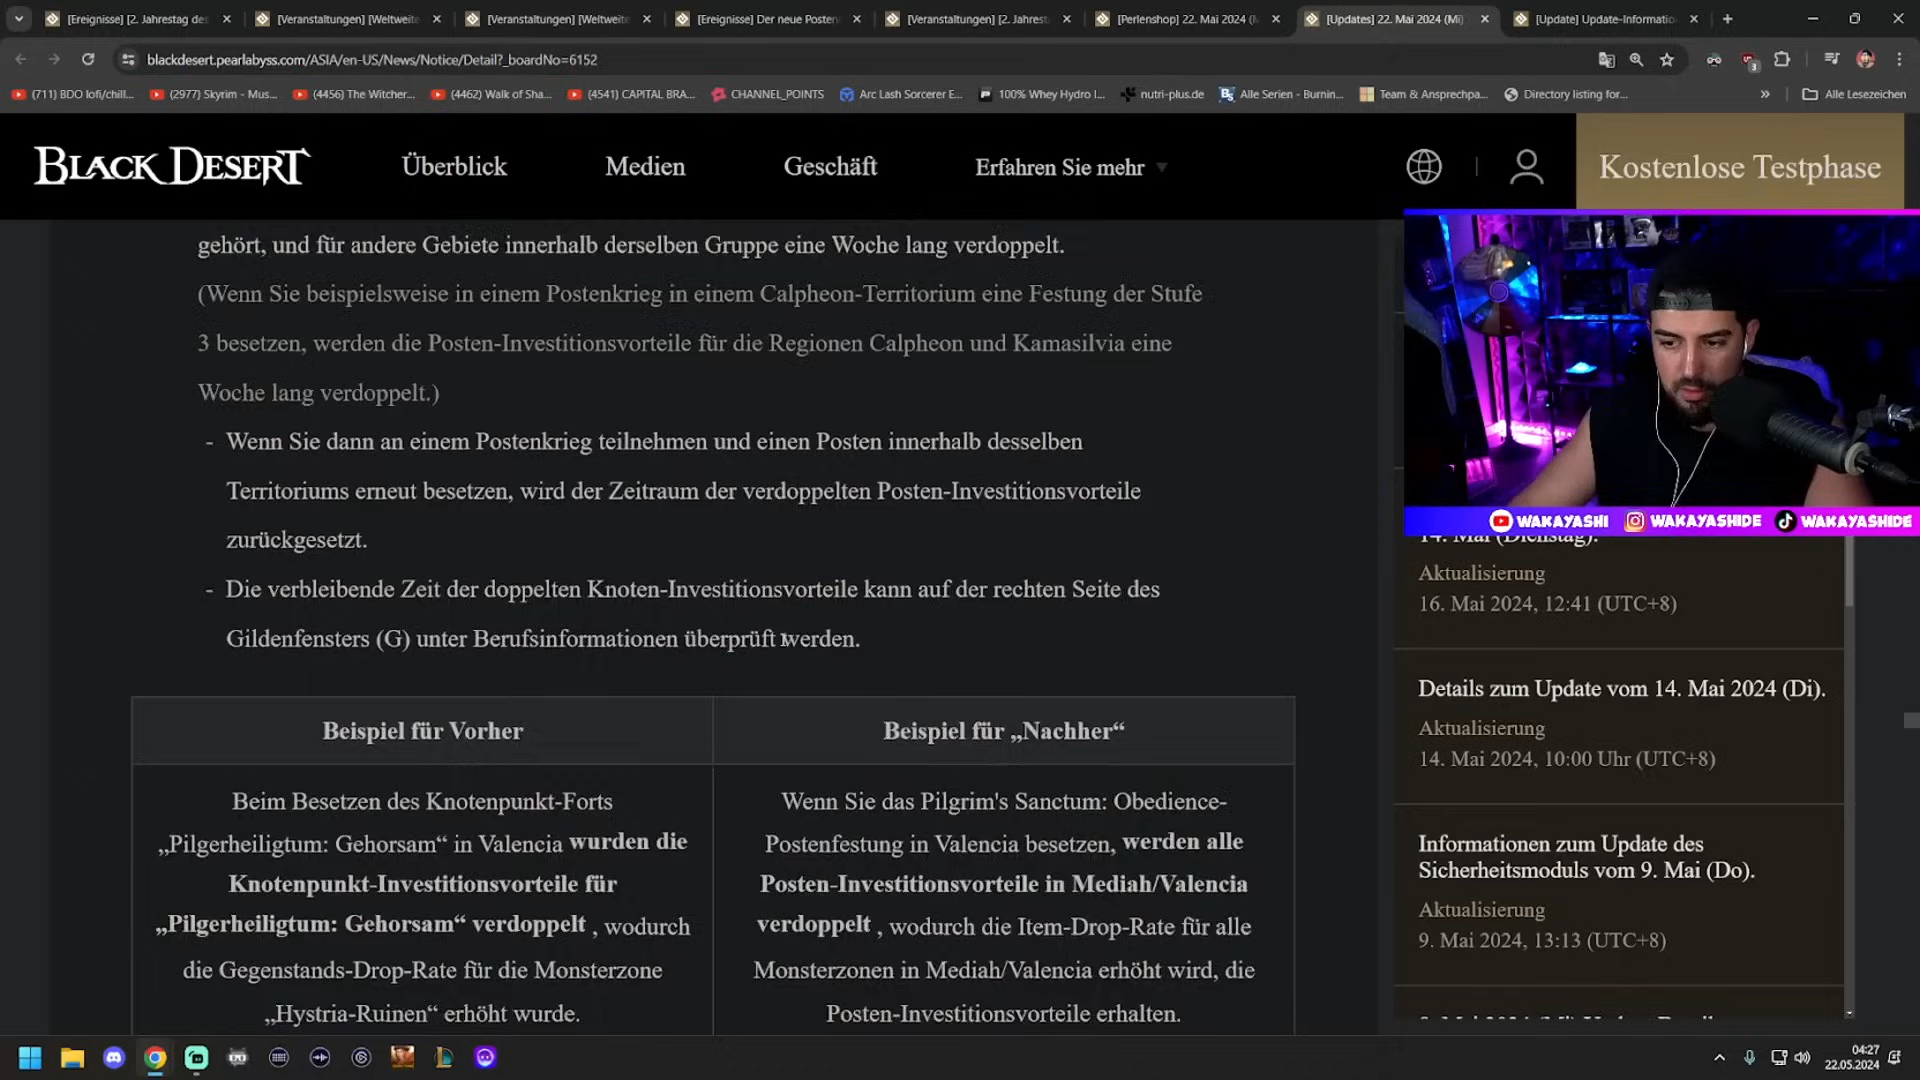 [Ereignisse] [2. Jahrestag des
[Veranstaltungen] [Weltweite
[Veranstaltungen] [Weltweite
[Ereignisse] Der neue Posten
[Veranstaltungen] [2. Jahrest
[Perlenshop] 22. Mai 2024 (
[Updates] 22. Mai 2024 (Mi)
[Update] Update-Informatio
blackdesert.pearlabyss.com/ASIA/en-US/News/Notice/Detail?_boardNo=6152
3
(711) BDO lofi/chill...
(2977) Skyrim - Mus...
(4456) The Witcher...
(4462) Walk of Sha...
(4541) CAPITAL BRA...
CHANNEL_POINTS
Arc Lash Sorcerer E...
100% Whey Hydro I...
nutri-plus.de
Alle Serien - Burnin...
Team & Ansprechpa...
Directory listing for...
»
Alle Lesezeichen
BLACK DESERT
Überblick
Medien
Geschäft
Erfahren Sie mehr
Kostenlose Testphase
gehört, und für andere Gebiete innerhalb derselben Gruppe eine Woche lang verdoppelt.
(Wenn Sie beispielsweise in einem Postenkrieg in einem Calpheon-Territorium eine Festung der Stufe
3 besetzen, werden die Posten-Investitionsvorteile für die Regionen Calpheon und Kamasilvia eine
Woche lang verdoppelt.)
- Wenn Sie dann an einem Postenkrieg teilnehmen und einen Posten innerhalb desselben
Territoriums erneut besetzen, wird der Zeitraum der verdoppelten Posten-Investitionsvorteile
zurückgesetzt.
- Die verbleibende Zeit der doppelten Knoten-Investitionsvorteile kann auf der rechten Seite des
Gildenfensters (G) unter Berufsinformationen überprüft werden.
Beispiel für Vorher
Beispiel für „Nachher“
Beim Besetzen des Knotenpunkt-Forts
„Pilgerheiligtum: Gehorsam“ in Valencia wurden die
Knotenpunkt-Investitionsvorteile für
„Pilgerheiligtum: Gehorsam“ verdoppelt , wodurch
die Gegenstands-Drop-Rate für die Monsterzone
„Hystria-Ruinen“ erhöht wurde.
Wenn Sie das Pilgrim's Sanctum: Obedience-
Postenfestung in Valencia besetzen, werden alle
Posten-Investitionsvorteile in Mediah/Valencia
verdoppelt , wodurch die Item-Drop-Rate für alle
Monsterzonen in Mediah/Valencia erhöht wird, die
Posten-Investitionsvorteile erhalten.
WAKAYASHI
WAKAYASHIDE
WAKAYASHIDE
14. Mai (Dienstag).
Aktualisierung
16. Mai 2024, 12:41 (UTC+8)
Details zum Update vom 14. Mai 2024 (Di).
Aktualisierung
14. Mai 2024, 10:00 Uhr (UTC+8)
Informationen zum Update des
Sicherheitsmoduls vom 9. Mai (Do).
Aktualisierung
9. Mai 2024, 13:13 (UTC+8)
04:27
22.05.2024